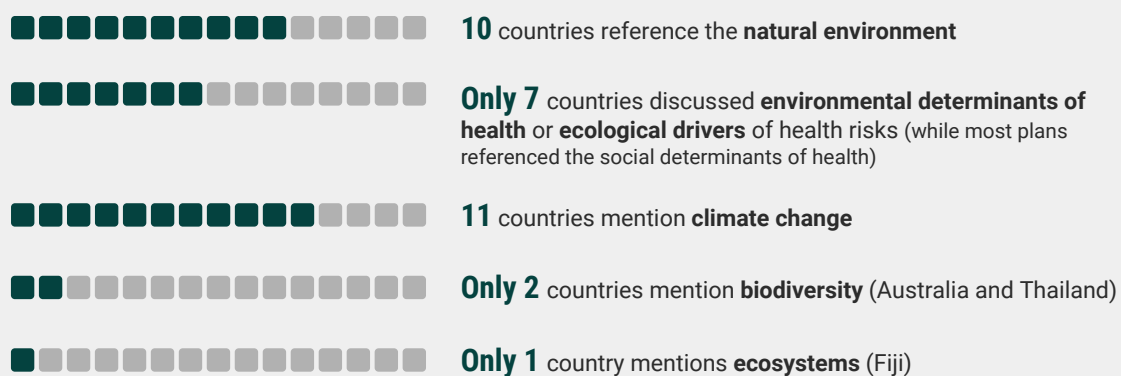 10 countries reference the natural environment
Only 7 countries discussed environmental determinants of
health or ecological drivers of health risks (while most plans
referenced the social determinants of health)
11 countries mention climate change
Only 2 countries mention biodiversity (Australia and Thailand)
Only 1 country mentions ecosystems (Fiji)